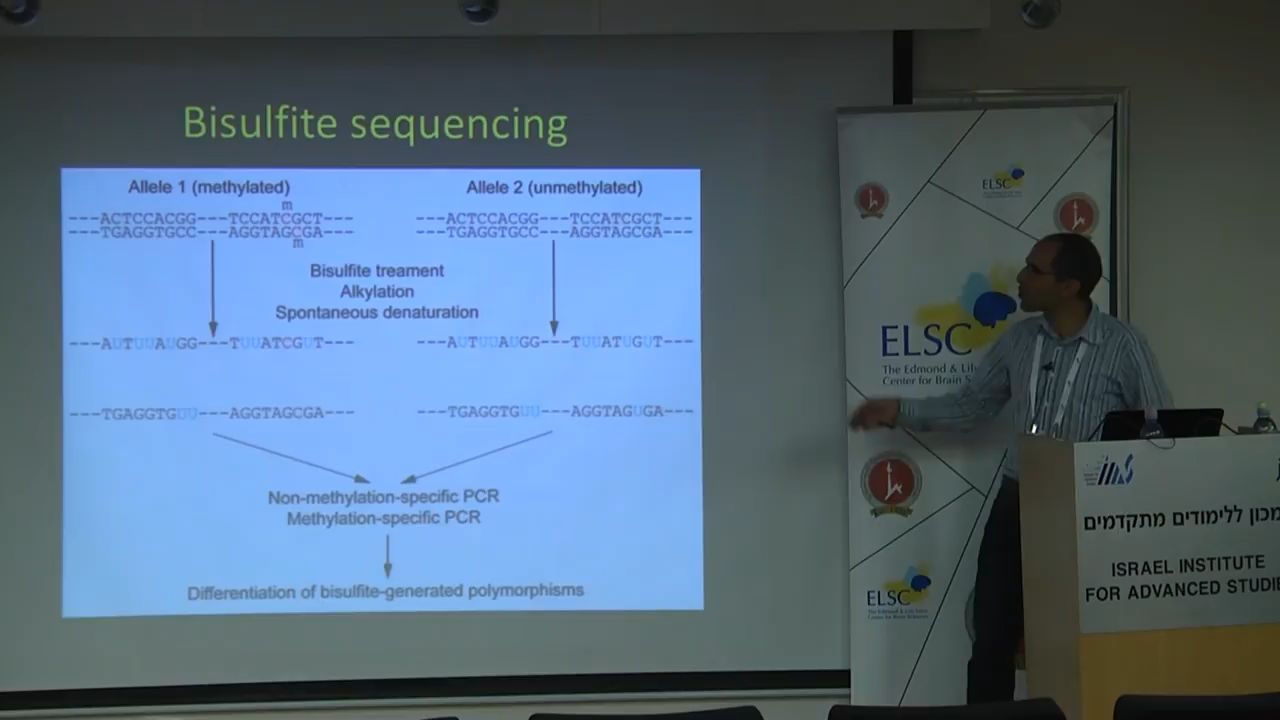 Bisulfite sequencing
Allele 1 (methylated)
Allele 2 (unmethylated)
m
---ACTCCACGG---TCCATCGCT---
---TGAGGTGCC---AGGTAGCGA---
m
---ACTCCACGG---TCCATCGCT---
---TGAGGTGCC---AGGTAGCGA---
Bisulfite treament
Alkylation
Spontaneous denaturation
---AUTUUAUGG---TUUATCGUT---
---AUTUUAUGG---TUUATUGUT---
---TGAGGTGUU---AGGTAGCGA---
---TGAGGTGUU---AGGTAGUGA---
Non-methylation-specific PCR
Methylation-specific PCR
Differentiation of bisulfite-generated polymorphisms
ELSC
ELSC
The Edmond & Lily
Center for Brain S
ELSC
מכון ללימודים מתקדמים
ISRAEL INSTITUTE
FOR ADVANCED STUDIE